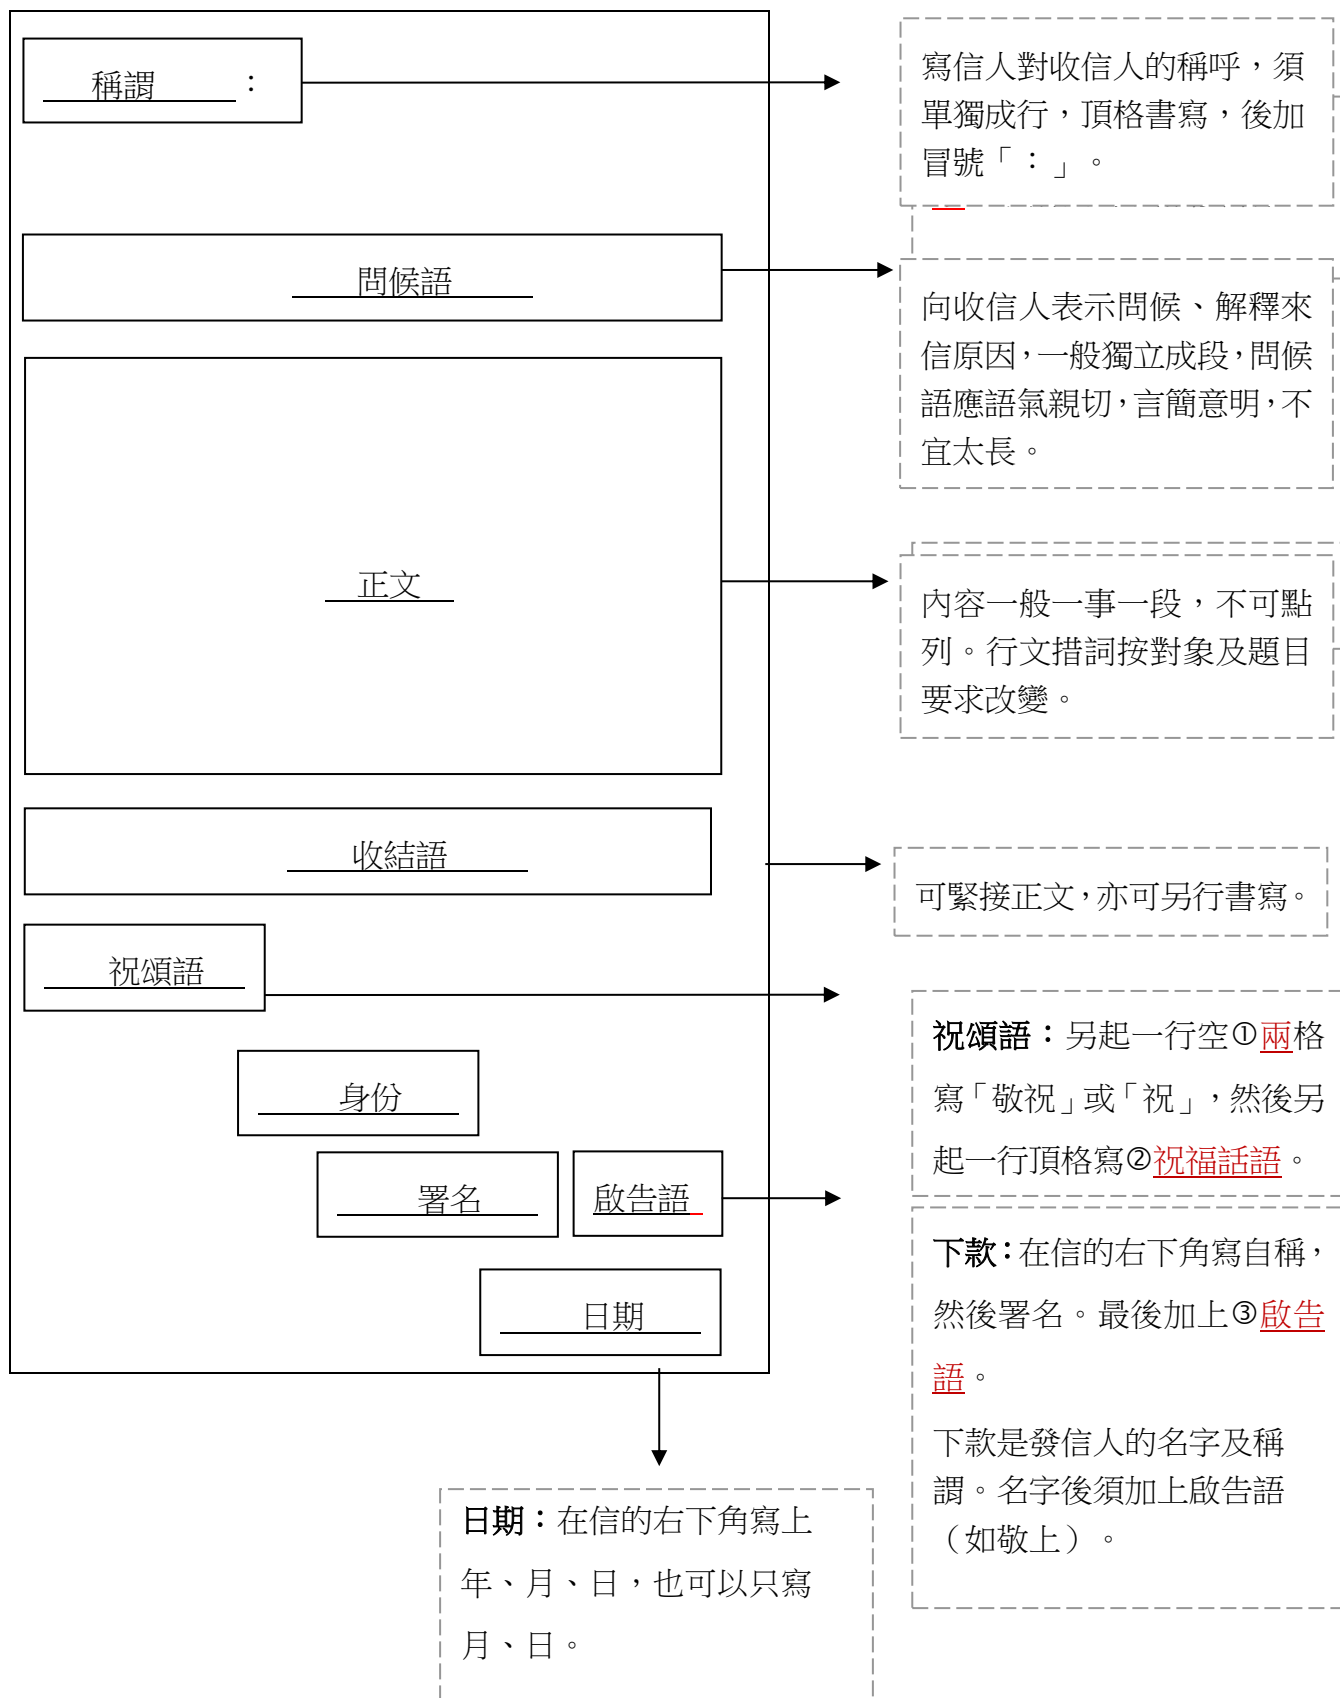 稱謂：
寫信人對收信人的稱呼，須
單獨成行，頂格書寫，後加
冒號「：」。
問候語
向收信人表示問候、解釋來
信原因，一般獨立成段，問候
語應語氣親切，言簡意明，不
宜太長。
正文
內容一般一事一段，不可點
列。行文措詞按對象及題目
要求改變。
收結語
可緊接正文，亦可另行書寫。
祝頌語
祝頌語：另起一行空①兩格
寫「敬祝」或「祝」，然後另
起一行頂格寫②祝福話語。
身份
署名
啟告語
下款：在信的右下角寫自稱，
然後署名。最後加上③啟告
語。
下款是發信人的名字及稱
謂。名字後須加上啟告語
（如敬上）。
日期
日期：在信的右下角寫上
年、月、日，也可以只寫
月、日。